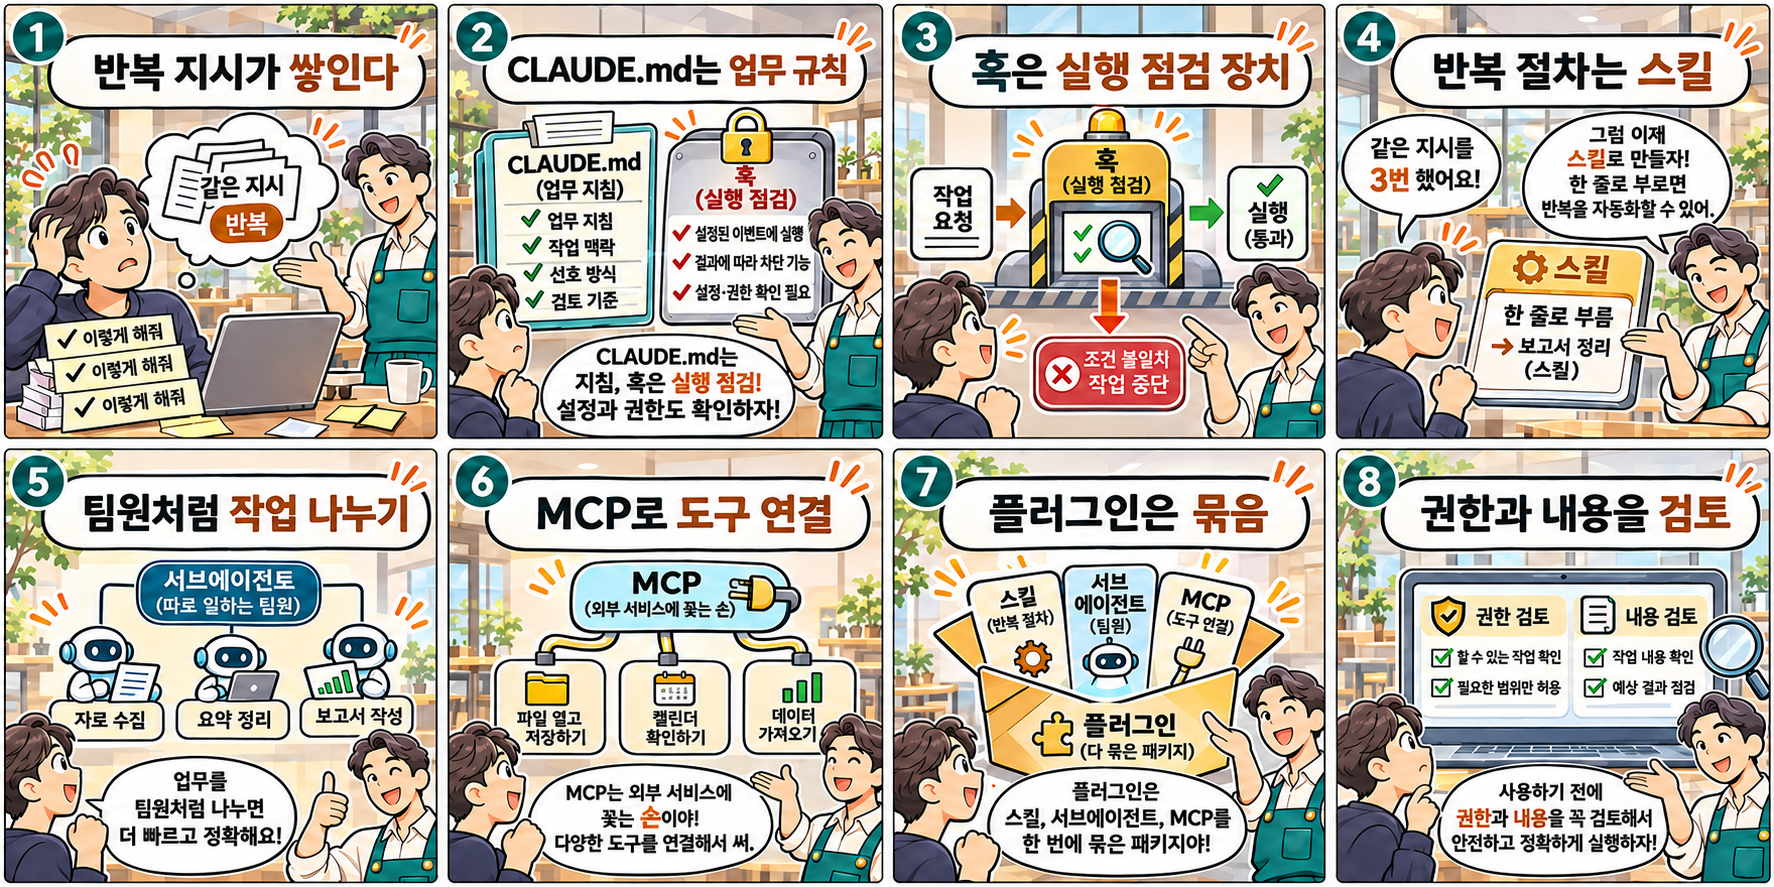 1
반복 지시가 쌓인다
같은 지시
반복
이렇게 해줘
이렇게 해줘
이렇게 해줘
2
CLAUDE.md는 업무 규칙
CLAUDE.md
(업무 지침)
업무 지침
작업 맥락
선호 방식
검토 기준
훅
(실행 점검)
설정된 이벤트에 실행
결과에 따라 차단 기능
설정·권한 확인 필요
CLAUDE.md는
지침, 훅은 실행 점검!
설정과 권한도 확인하자!
3
훅은 실행 점검 장치
작업
요청
훅
(실행 점검)
실행
(통과)
조건 볼일차
작업 중단
4
반복 절차는 스킬
같은 지시를
3번 했어요!
그럼 이제
스킬로 만들자!
한 줄로 부르면
반복을 자동화할 수 있어.
스킬
한 줄로 부름
→ 보고서 정리
(스킬)
5
팀원처럼 작업 나누기
서브에이전트
(따로 일하는 팀원)
자로 수집
요약 정리
보고서 작성
업무를
팀원처럼 나누면
더 빠르고 정확해요!
6
MCP로 도구 연결
MCP
(외부 서비스에 꽂는 손)
파일 열고
저장하기
캘린더
확인하기
데이터
가져오기
MCP는 외부 서비스에
꽂는 손이야!
다양한 도구를 연결해서 써.
7
플러그인은 묶음
스킬
(반복 절차)
서브
에이전트
(팀원)
MCP
(도구 연결)
플러그인
(다 묶은 패키지)
플러그인은
스킬, 서브에이전트, MCP를
한 번에 묶은 패키지야!
8
권한과 내용을 검토
권한 검토
할 수 있는 작업 확인
필요한 범위만 허용
내용 검토
작업 내용 확인
예상 결과 점검
사용하기 전에
권한과 내용을 꼭 검토해서
안전하고 정확하게 실행하자!